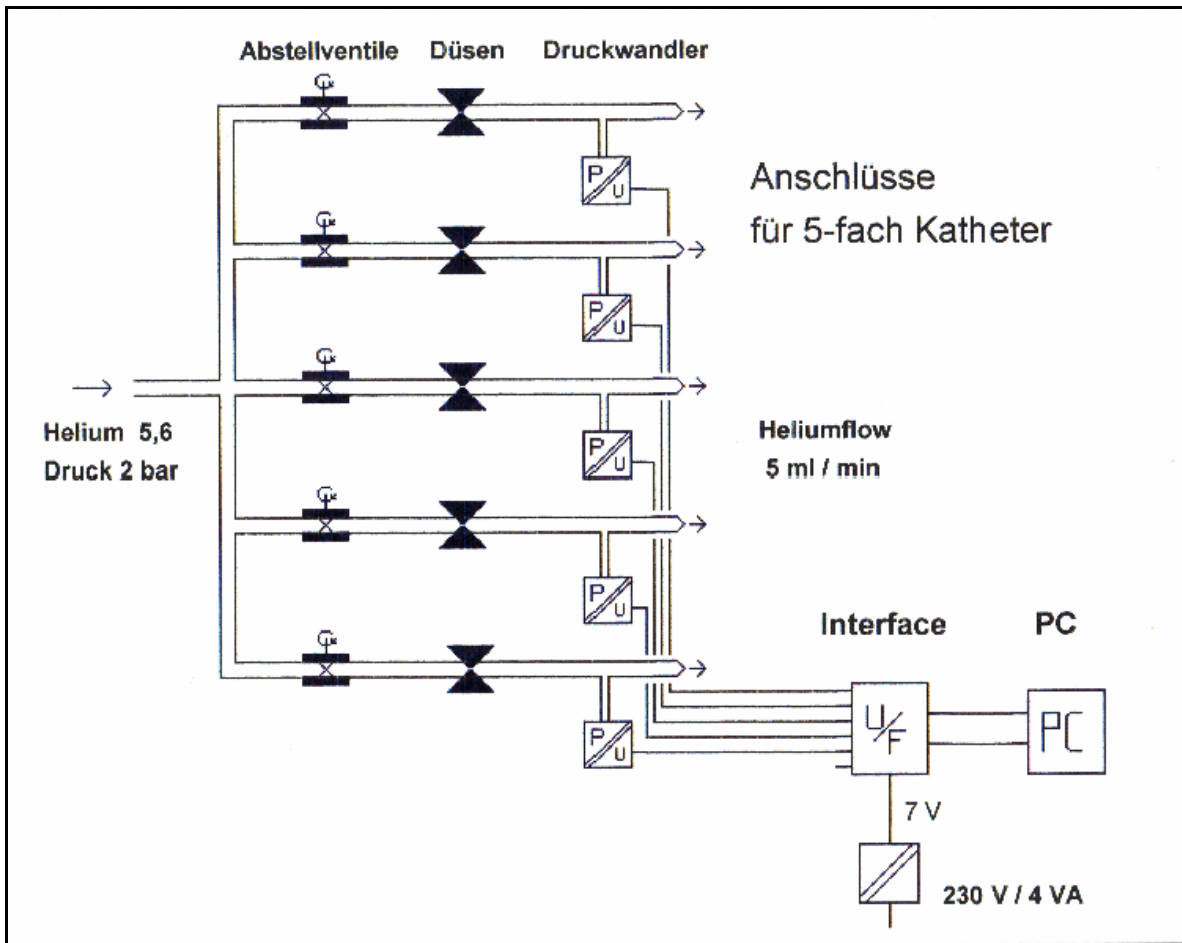 Abstellventile Düsen Druckwandler
P U
Anschlüsse
für 5-fach Katheter
P U
P U
Helium 5,6
Druck 2 bar
Heliumflow
5 ml / min
P U
Interface PC
P U
U/F
PC
7 V
230 V / 4 VA